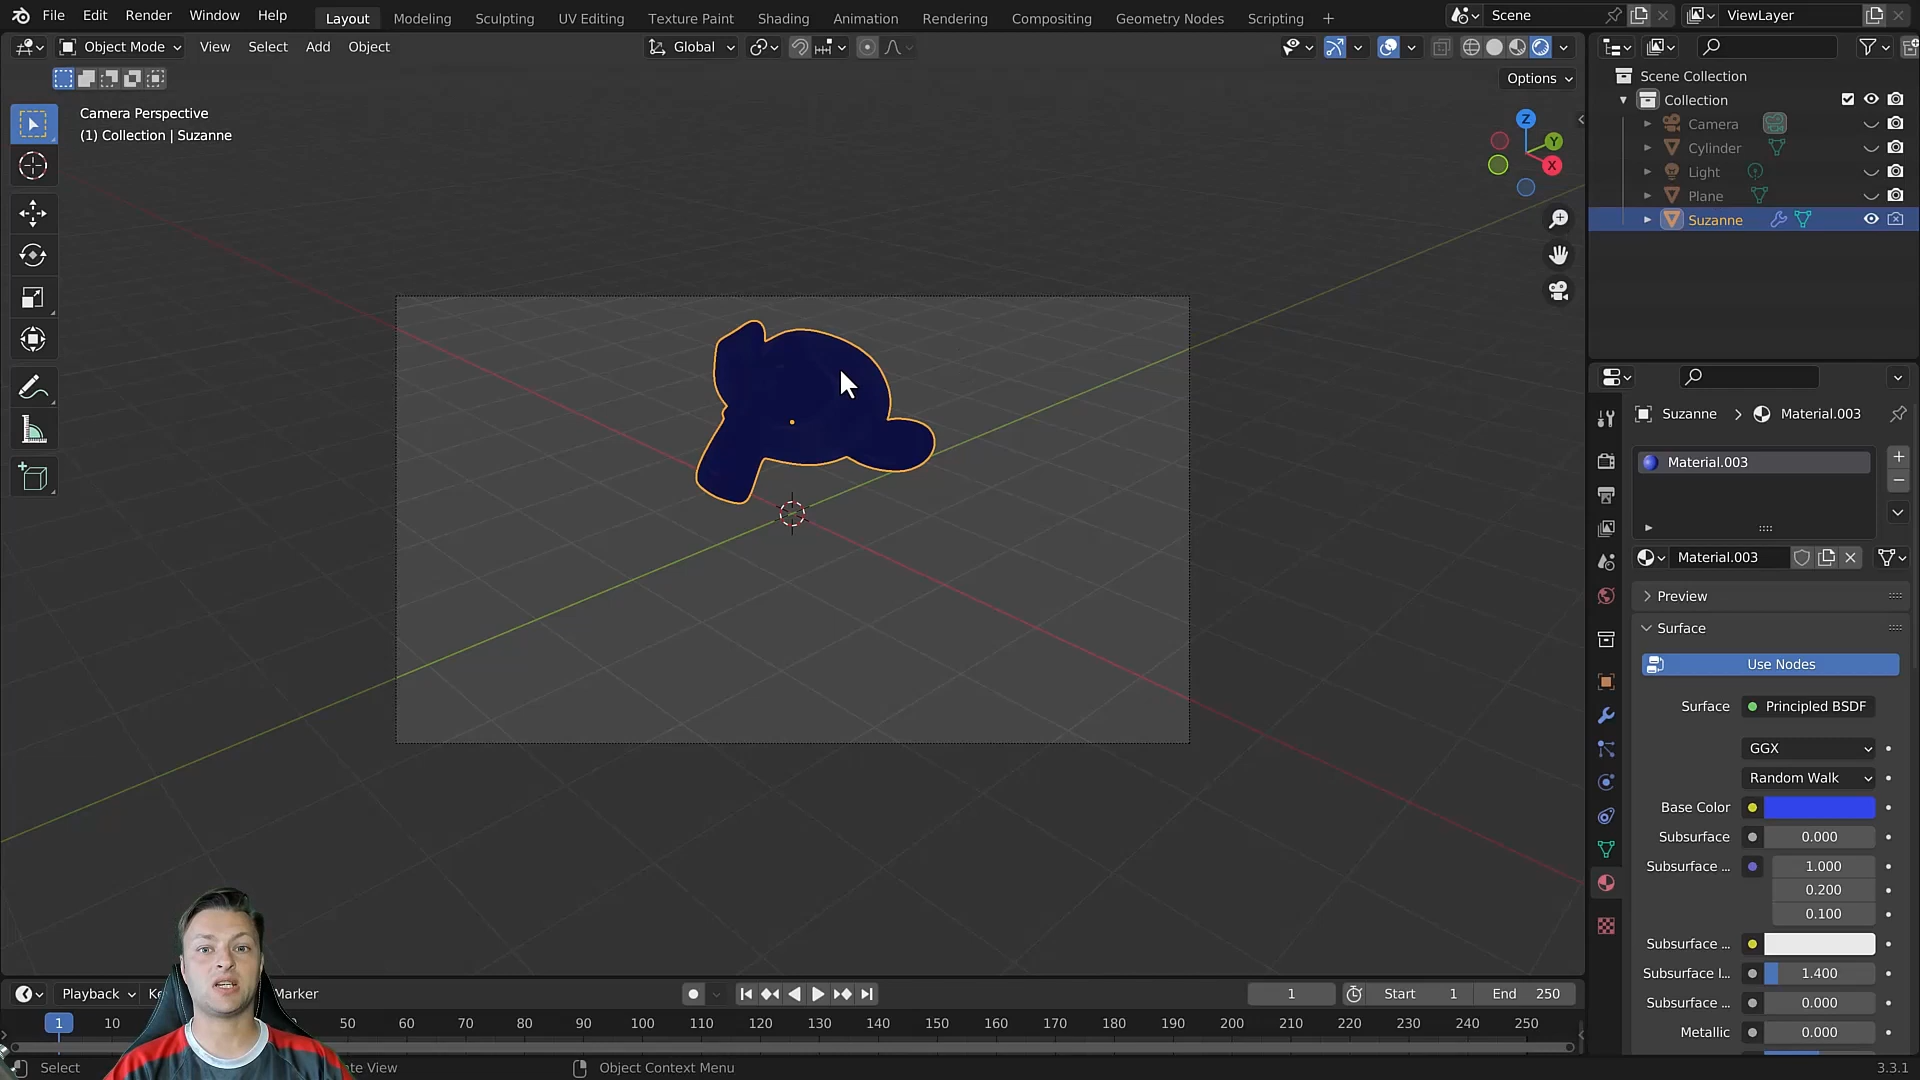 File Edit Render Window Help Layout Modeling Sculpting UV Editing Texture Paint Shading Animation Rendering Compositing Geometry Nodes Scripting + Scene ViewLayer
Object Mode View Select Add Object Global
Options
Camera Perspective
(1) Collection | Suzanne
Z
Y
X
Scene Collection
Collection
Camera
Cylinder
Light
Plane
Suzanne
Suzanne > Material.003
Material.003
Material.003
Preview
Surface
Use Nodes
Surface Principled BSDF
GGX
Random Walk
Base Color
Subsurface 0.000
Subsurface ... 1.000
0.200
0.100
Subsurface ...
Subsurface I... 1.400
Subsurface ... 0.000
Metallic 0.000
Playback Marker 1 Start 1 End 250
1 10 50 60 70 80 90 100 110 120 130 140 150 160 170 180 190 200 210 220 230 240 250
Select View Object Context Menu 3.3.1